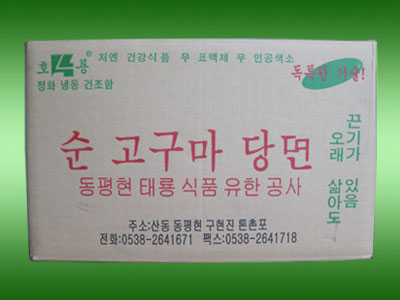 호 룡 ®
정화 냉동 건조함
저엔 건강식품 무 표백제 무 인공색소
독특한 기술!
순 고구마 당면
오래 삶아도
끈기가 있음
동평현 태룡 식품 유한 공사
주소:산동 동평현 구현진 톤촌포
전화:0538-2641671 팩스:0538-2641718